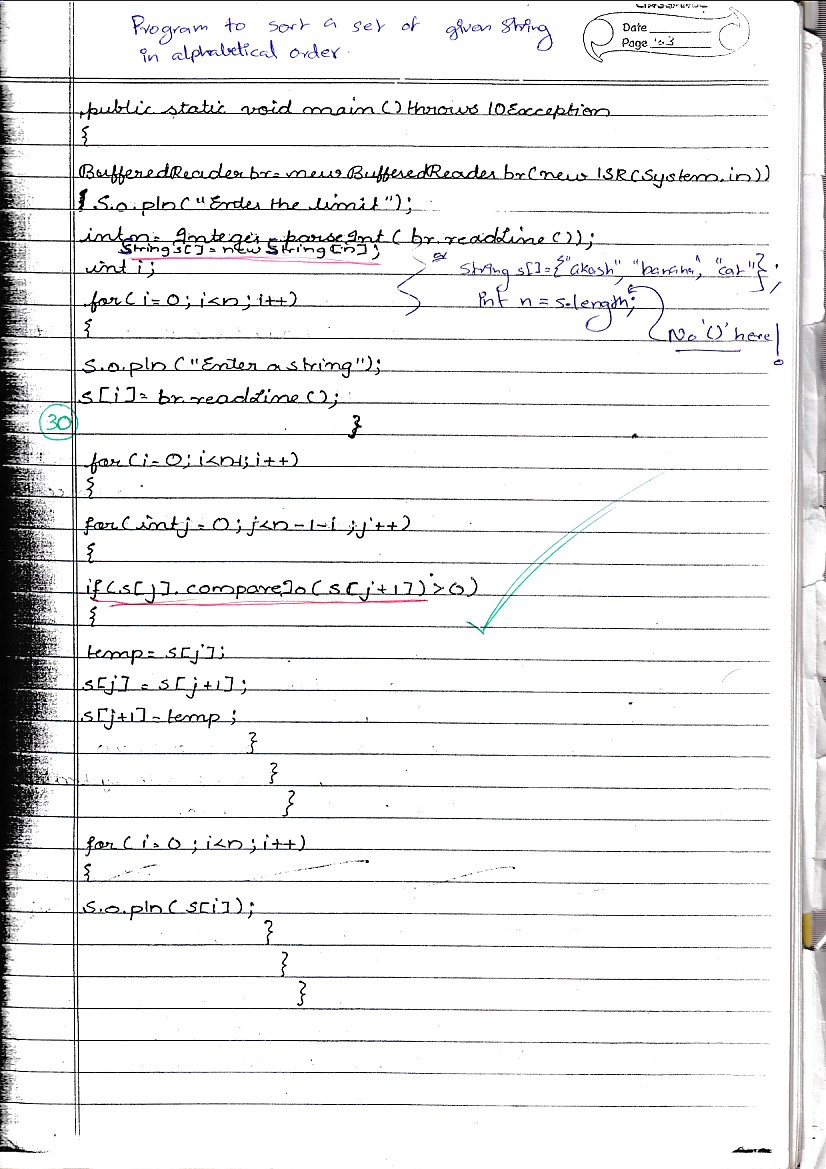 Program to sort a set of given string
in alphabetical order.
Date
Page
public static void main () throws IOException
{
BufferedReader br = new BufferedReader br (new ISR (System.in))
S.o.pln ("Enter the limit");
int n = Integer.parseInt ( br.readLine ());
String s[] = new String [n];
int i;
or String s[] = {"akash", "banana", "cat"};
Int n = s.length;
No '()' here!
for ( i = 0; i<n; i++)
{
S.o.pln ("Enter a string");
s[i] = br.readLine ();
30
}
for (i = 0; i<n-1; i++)
{
for ( int j = 0; j<n-1-i; j++)
{
if (s[j].compareTo ( s[j+1]) >0)
{
temp = s[j];
s[j] = s[j+1];
s[j+1] = temp;
}
}
}
for ( i = 0; i<n; i++)
{
S.o.pln ( s[i]);
}
}
}